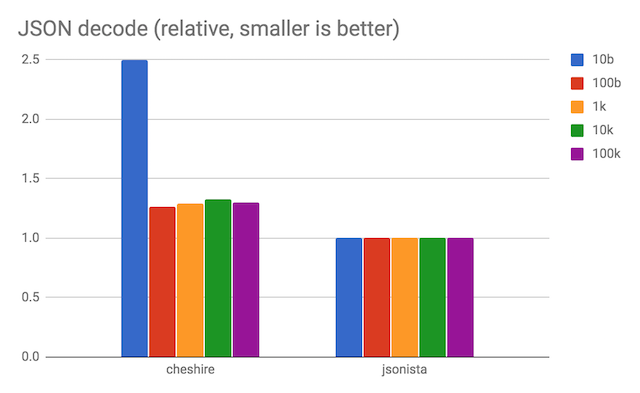 JSON decode (relative, smaller is better)
2.5
2.0
1.5
1.0
0.5
0.0
cheshire
jsonista
10b
100b
1k
10k
100k